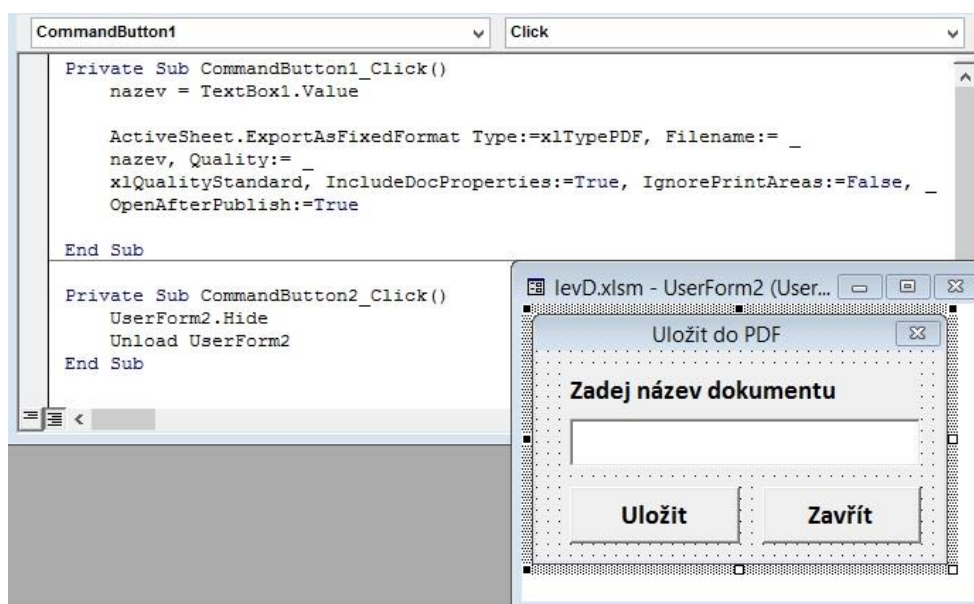 CommandButton1
Click
Private Sub CommandButton1_Click()
nazev = TextBox1.Value
ActiveSheet.ExportAsFixedFormat Type:=xlTypePDF, Filename:= _
nazev, Quality:= _
xlQualityStandard, IncludeDocProperties:=True, IgnorePrintAreas:=False, _
OpenAfterPublish:=True
End Sub
Private Sub CommandButton2_Click()
UserForm2.Hide
Unload UserForm2
End Sub
levD.xlsm - UserForm2 (User...
Uložit do PDF
Zadej název dokumentu
Uložit
Zavřít